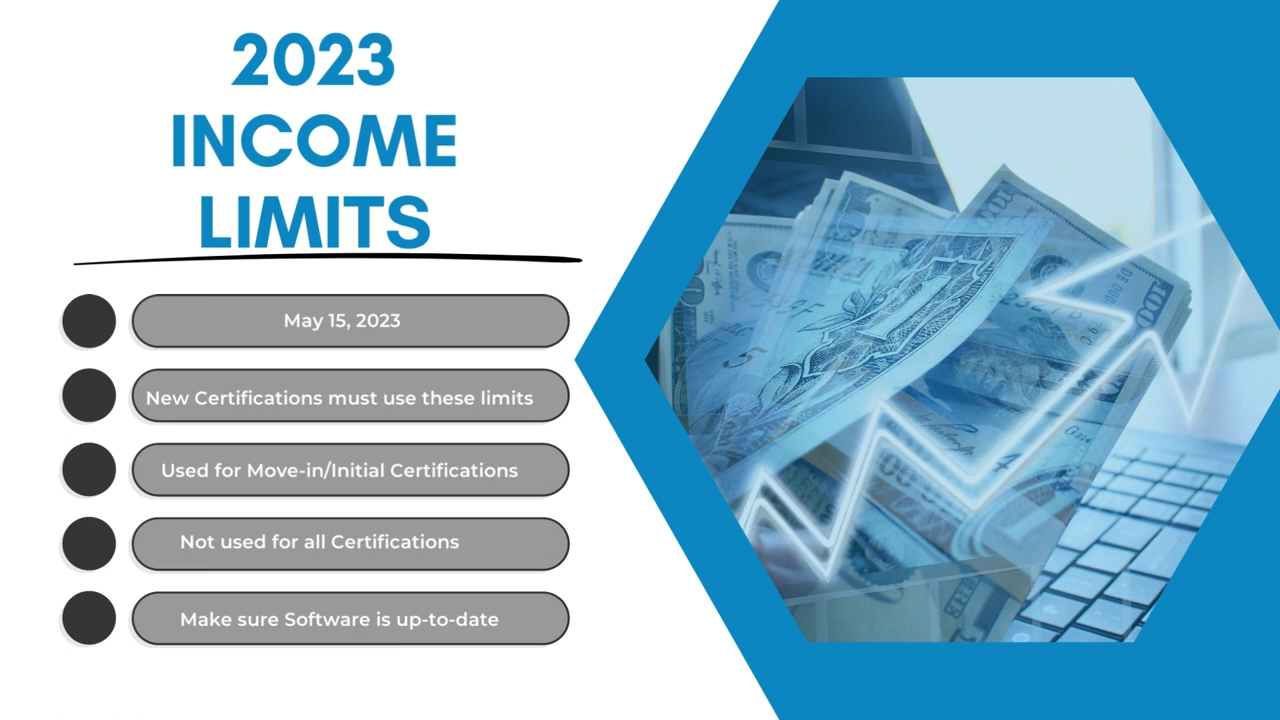 2023
INCOME
LIMITS
May 15, 2023
New Certifications must use these limits
Used for Move-in/Initial Certifications
Not used for all Certifications
Make sure Software is up-to-date